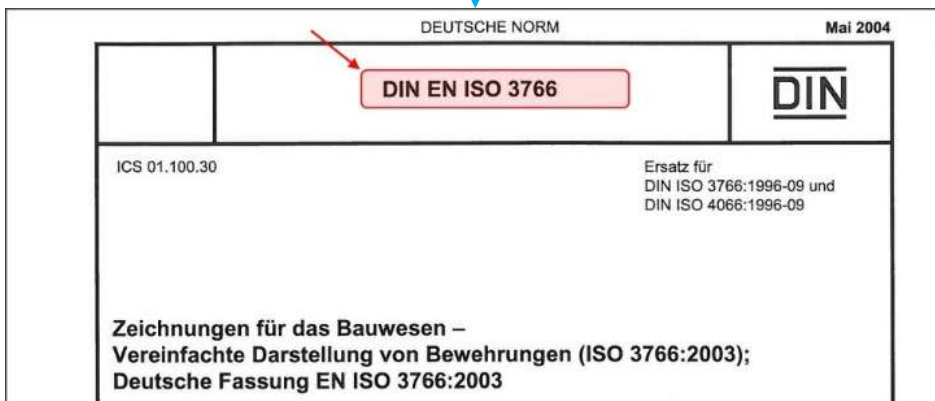 DEUTSCHE NORM
Mai 2004
DIN EN ISO 3766
DIN
ICS 01.100.30
Ersatz für
DIN ISO 3766:1996-09 und
DIN ISO 4066:1996-09
Zeichnungen für das Bauwesen –
Vereinfachte Darstellung von Bewehrungen (ISO 3766:2003);
Deutsche Fassung EN ISO 3766:2003